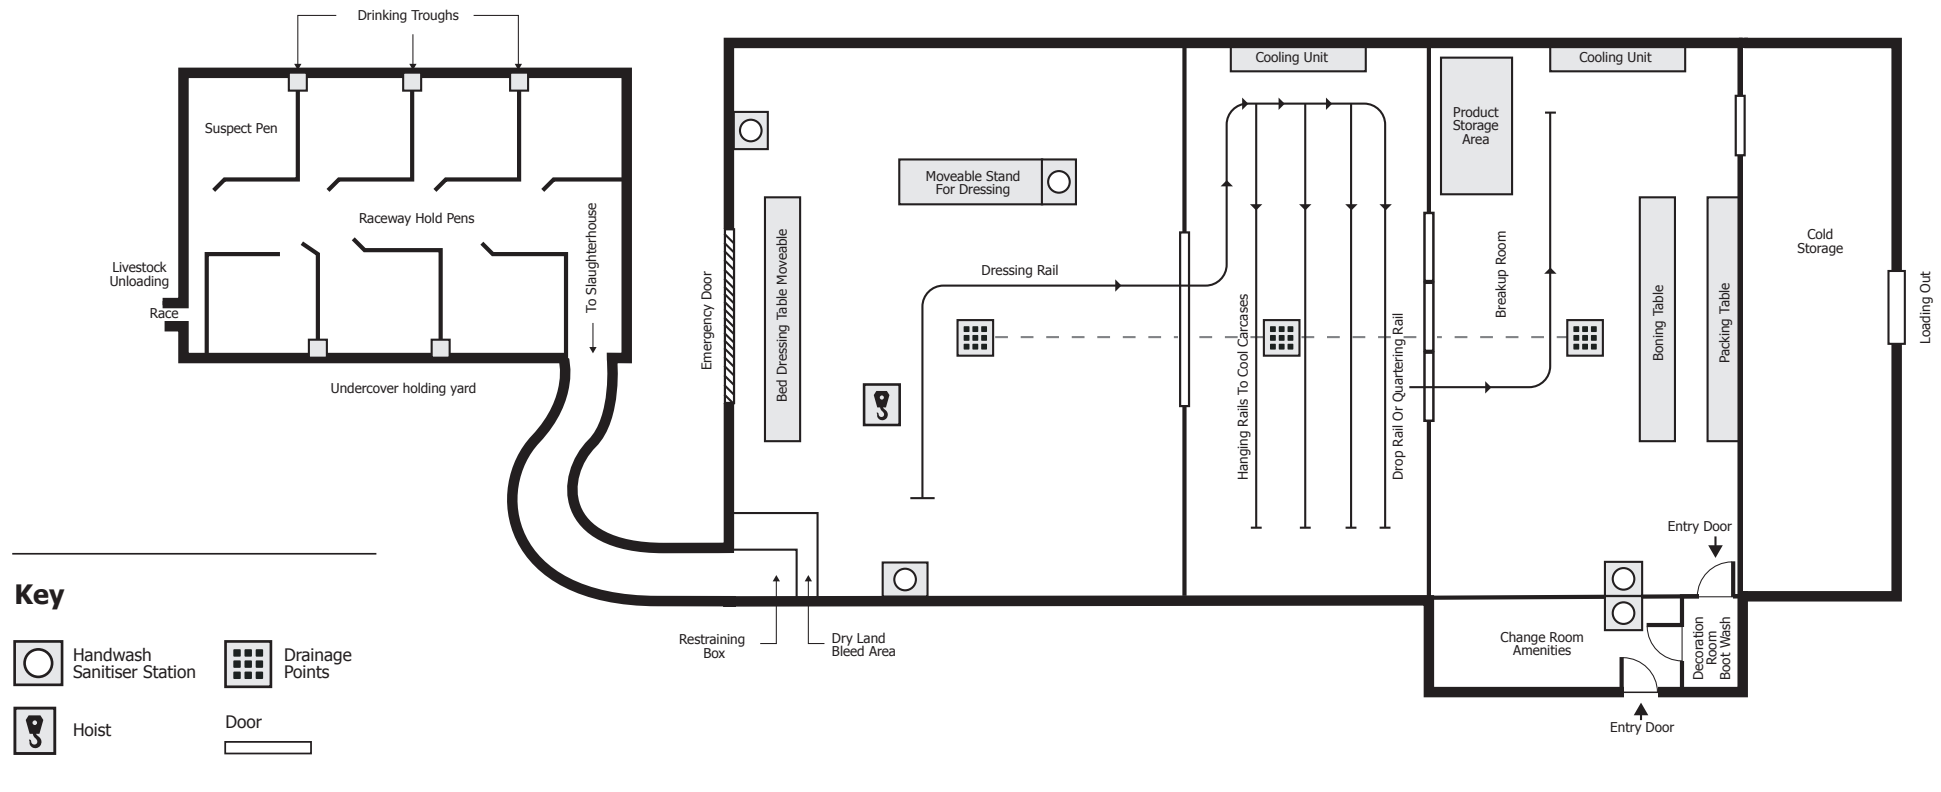 Drinking Troughs
Suspect Pen
Raceway Hold Pens
To Slaughterhouse
Livestock
Unloading
Race
Undercover holding yard
Emergency Door
Bed Dressing Table Moveable
Moveable Stand
For Dressing
Dressing Rail
Restraining
Box
Dry Land
Bleed Area
Cooling Unit
Hanging Rails To Cool Carcases
Drop Rail Or Quartering Rail
Cooling Unit
Product
Storage
Area
Breakup Room
Boning Table
Packing Table
Cold
Storage
Loading Out
Entry Door
Change Room
Amenities
Decoration
Room
Boot Wash
Entry Door
Key
Handwash
Sanitiser Station
Drainage
Points
Hoist
Door